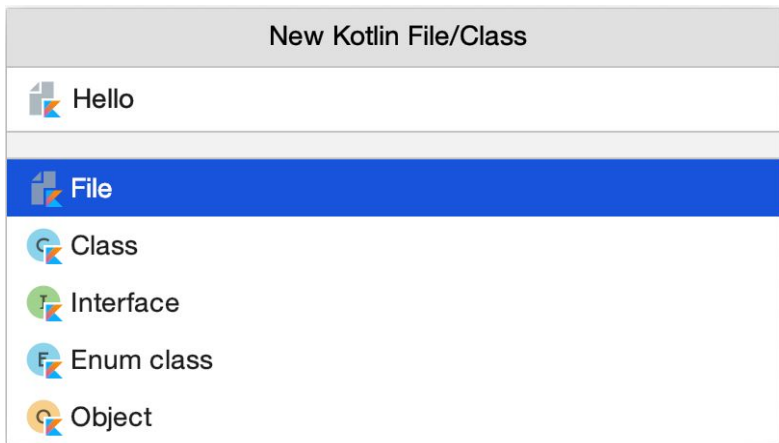 New Kotlin File/Class
Hello
File
Class
Interface
Enum class
Object